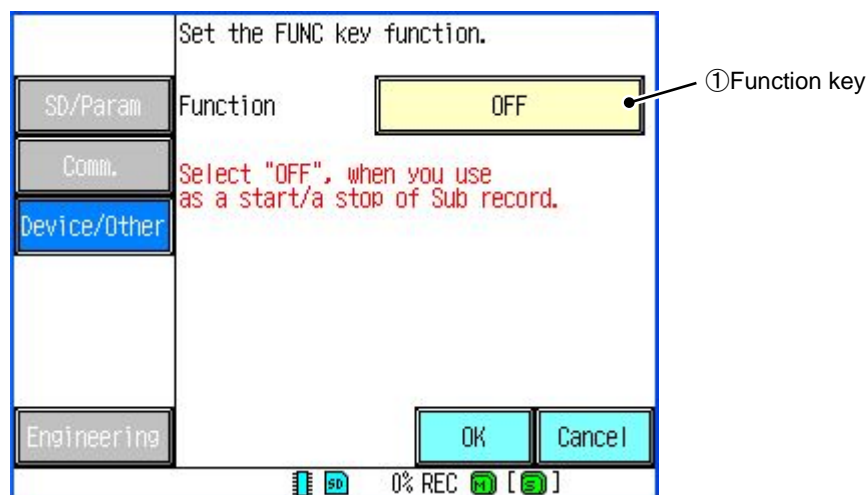 Set the FUNC key function.
SD/Param
Function
OFF
①Function key
Comm.
Select "OFF", when you use
as a start/a stop of Sub record.
Device/Other
Engineering
OK
Cancel
SD
0% REC M [S]